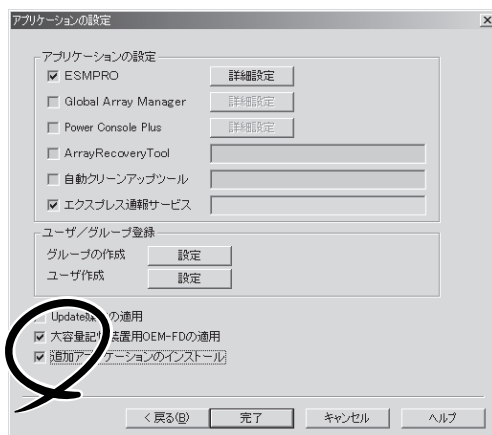 アプリケーションの設定
アプリケーションの設定
ESMPRO 詳細設定
Global Array Manager 詳細設定
Power Console Plus 詳細設定
ArrayRecoveryTool
自動クリーンアップツール
エクスプレス通報サービス
ユーザ/グループ登録
グループの作成 設定
ユーザ作成 設定
Update の適用
大容量記 装置用OEM-FDの適用
追加ア ケーションのインストール
< 戻る(B) 完了 キャンセル ヘルプ